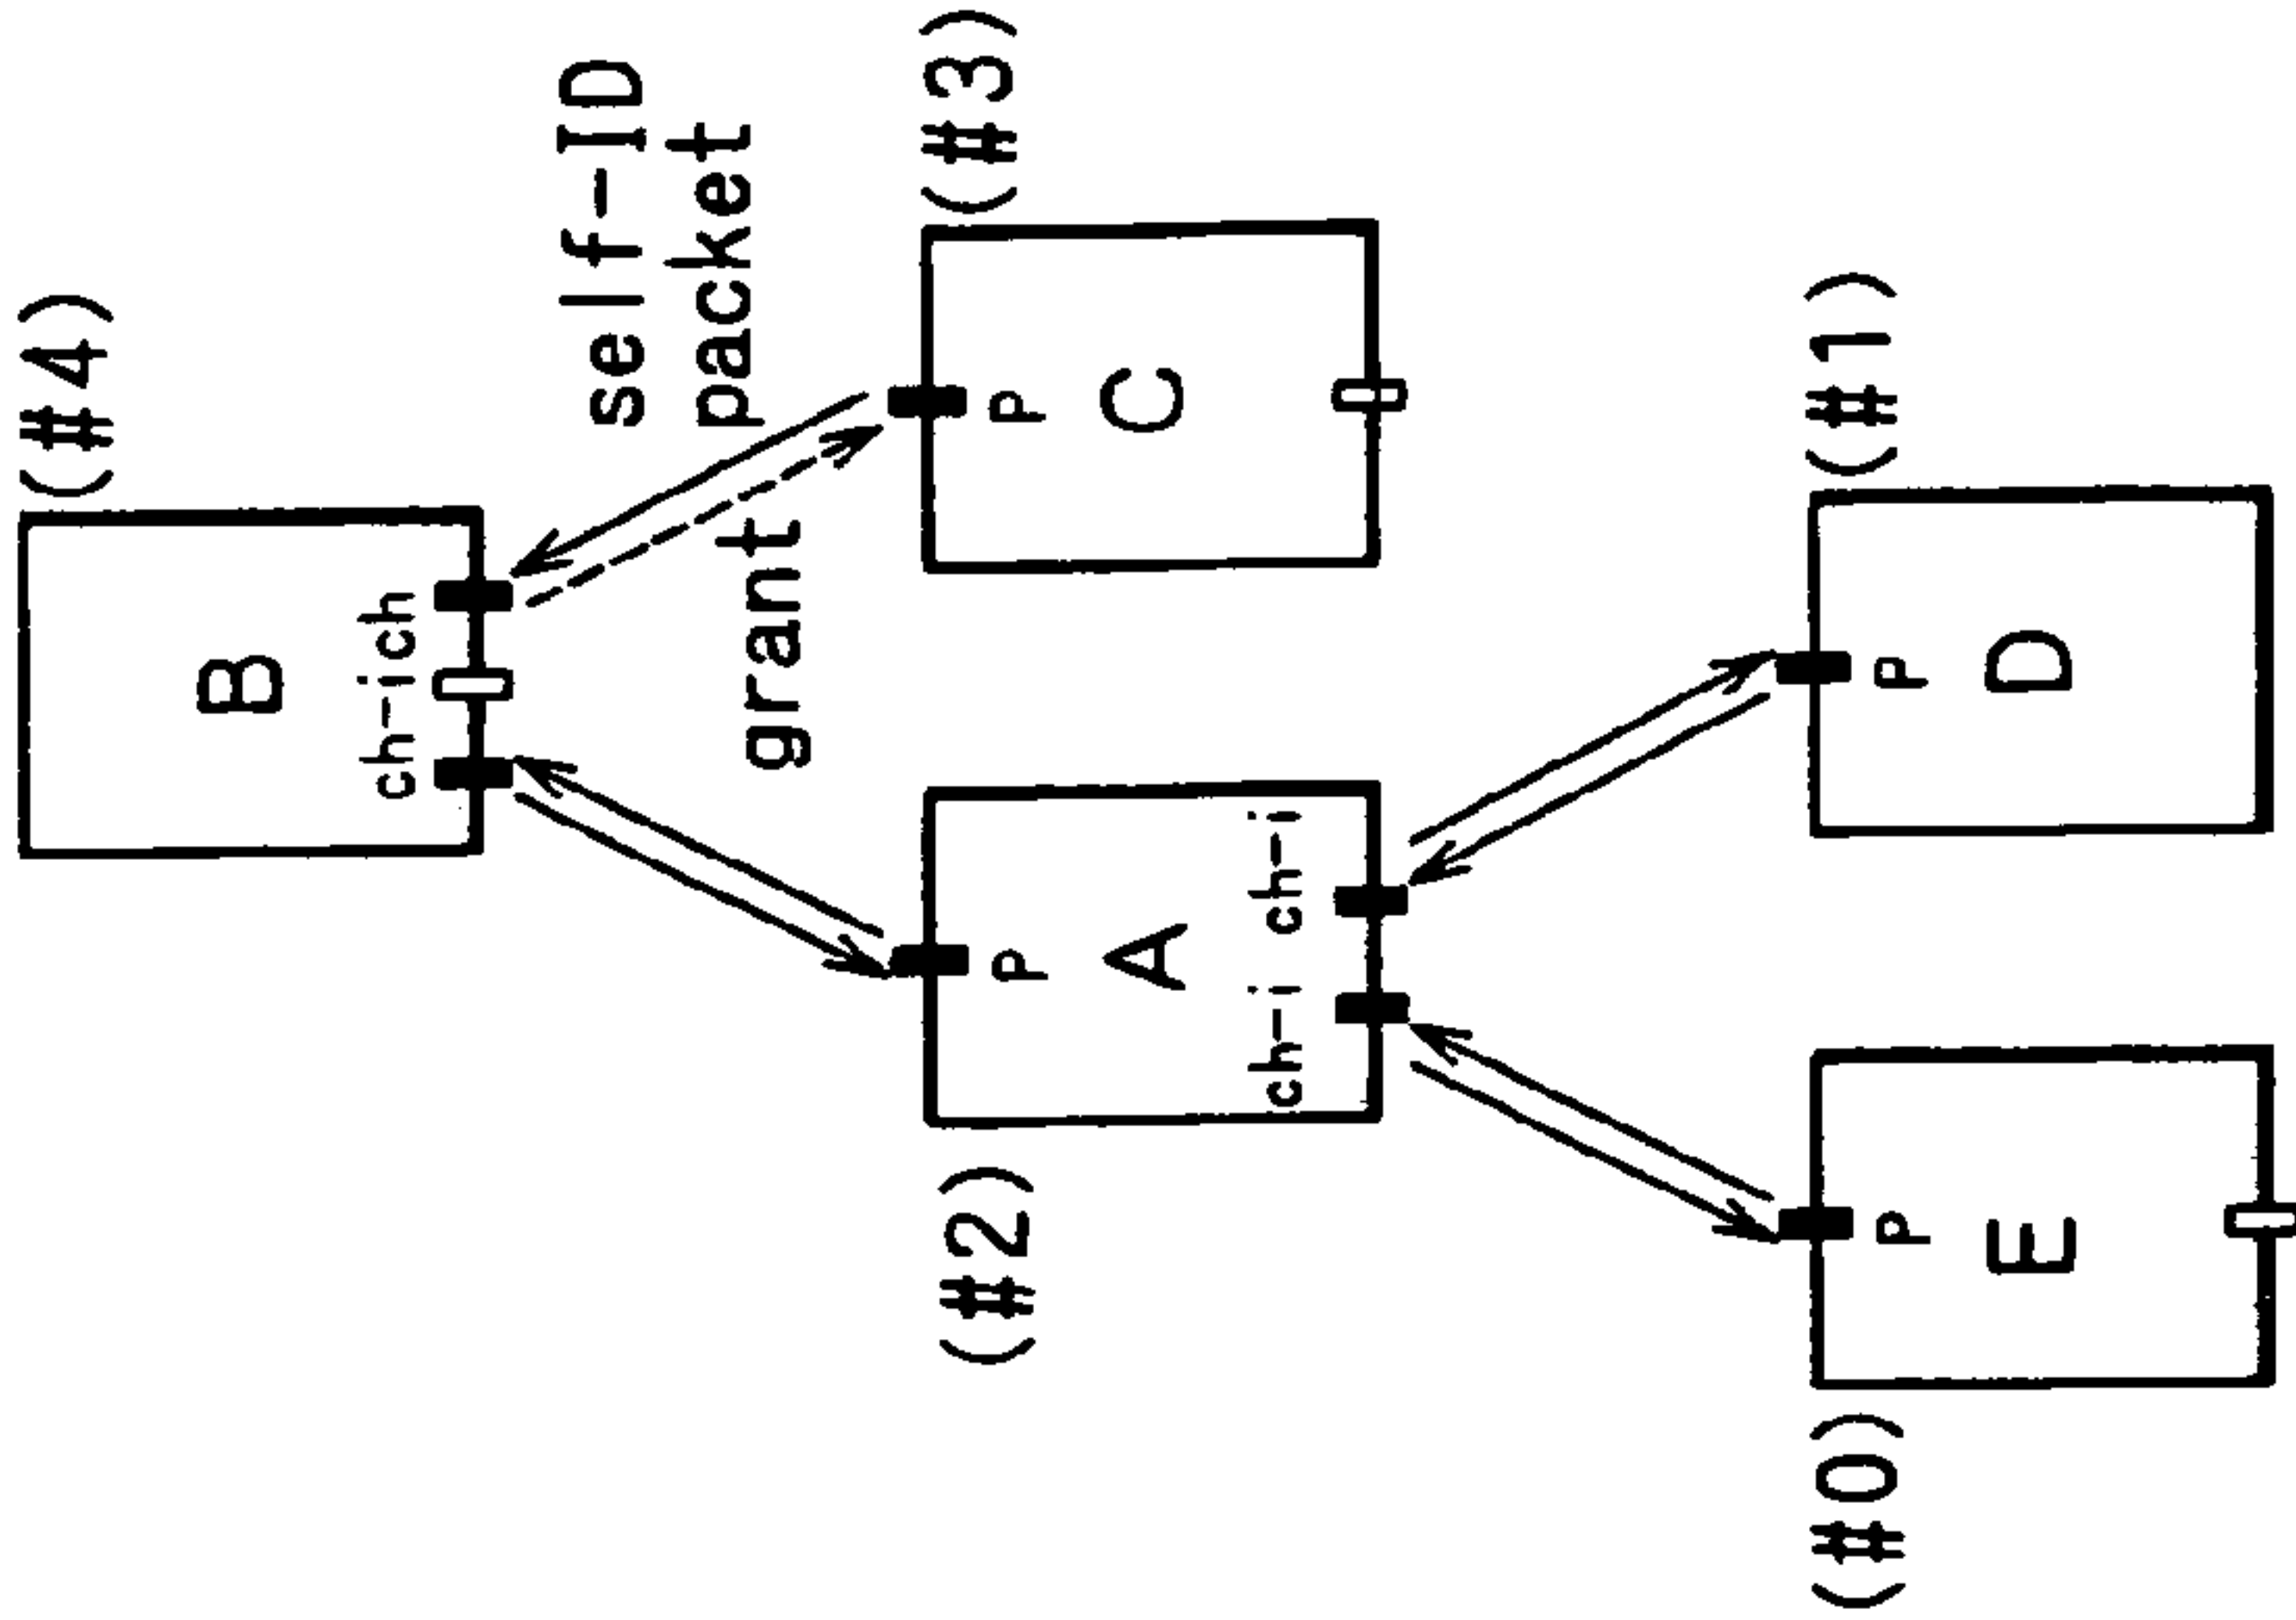 (#4)
B
ch-ich
self-ID
packet
grant
(#2)
(#3)
P
P
A
C
ch-i ch-i
(#0)
(#1)
P
P
E
D